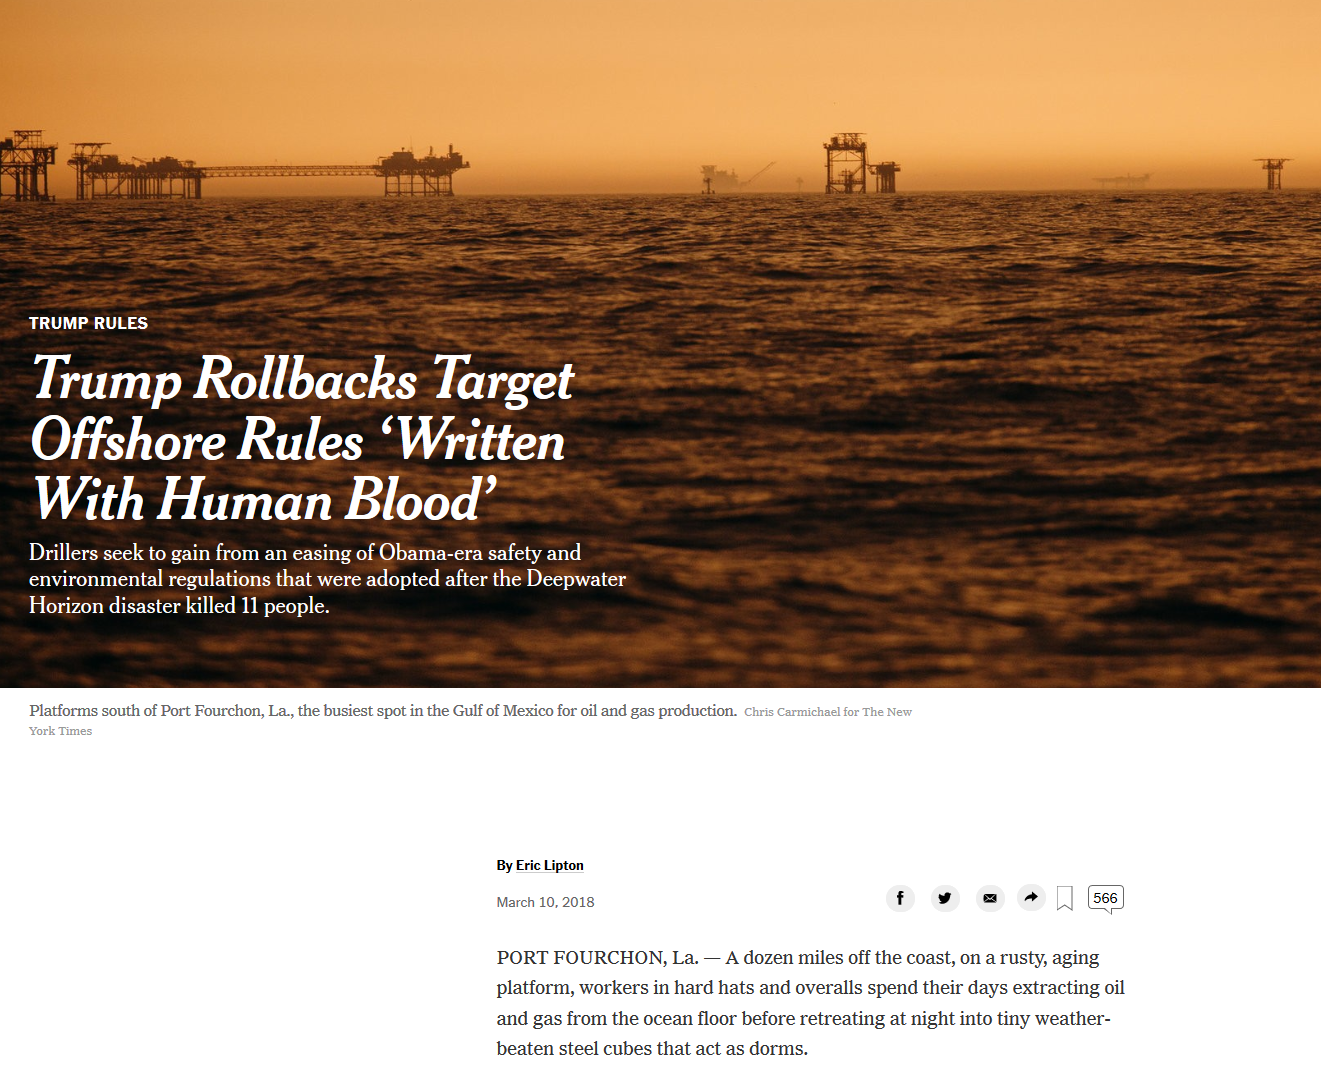 TRUMP RULES
Trump Rollbacks Target
Offshore Rules ‘Written
With Human Blood’
Drillers seek to gain from an easing of Obama-era safety and
environmental regulations that were adopted after the Deepwater
Horizon disaster killed 11 people.
Platforms south of Port Fourchon, La., the busiest spot in the Gulf of Mexico for oil and gas production. Chris Carmichael for The New
York Times
By Eric Lipton
March 10, 2018
566
PORT FOURCHON, La. — A dozen miles off the coast, on a rusty, aging
platform, workers in hard hats and overalls spend their days extracting oil
and gas from the ocean floor before retreating at night into tiny weather-
beaten steel cubes that act as dorms.